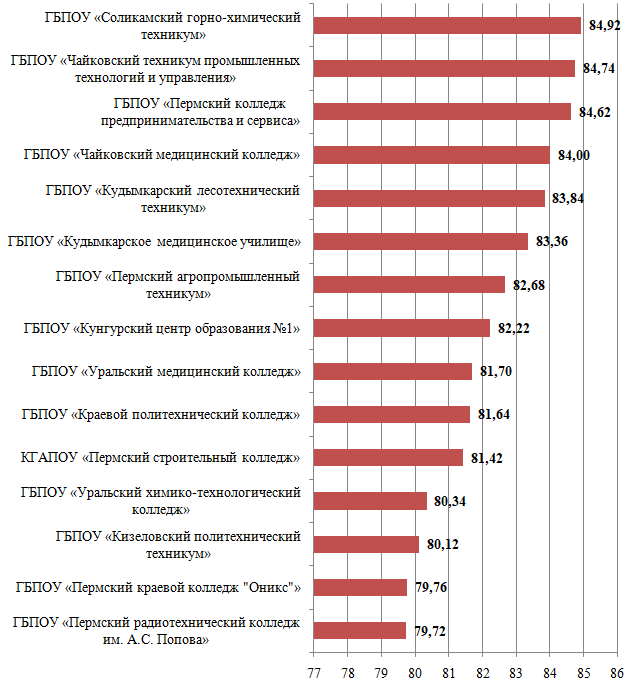 ГБПОУ «Соликамский горно-химический
техникум»
84,92
ГБПОУ «Чайковский техникум промышленных
технологий и управления»
84,74
ГБПОУ «Пермский колледж
предпринимательства и сервиса»
84,62
ГБПОУ «Чайковский медицинский колледж»
84,00
ГБПОУ «Кудымкарский лесотехнический
техникум»
83,84
ГБПОУ «Кудымкарское медицинское училище»
83,36
ГБПОУ «Пермский агропромышленный
техникум»
82,68
ГБПОУ «Кунгурский центр образования №1»
82,22
ГБПОУ «Уральский медицинский колледж»
81,70
ГБПОУ «Краевой политехнический колледж»
81,64
КГАПОУ «Пермский строительный колледж»
81,42
ГБПОУ «Уральский химико-технологический
колледж»
80,34
ГБПОУ «Кизеловский политехнический
техникум»
80,12
ГБПОУ «Пермский краевой колледж "Оникс"»
79,76
ГБПОУ «Пермский радиотехнический колледж
им. А.С. Попова»
79,72
77 78 79 80 81 82 83 84 85 86